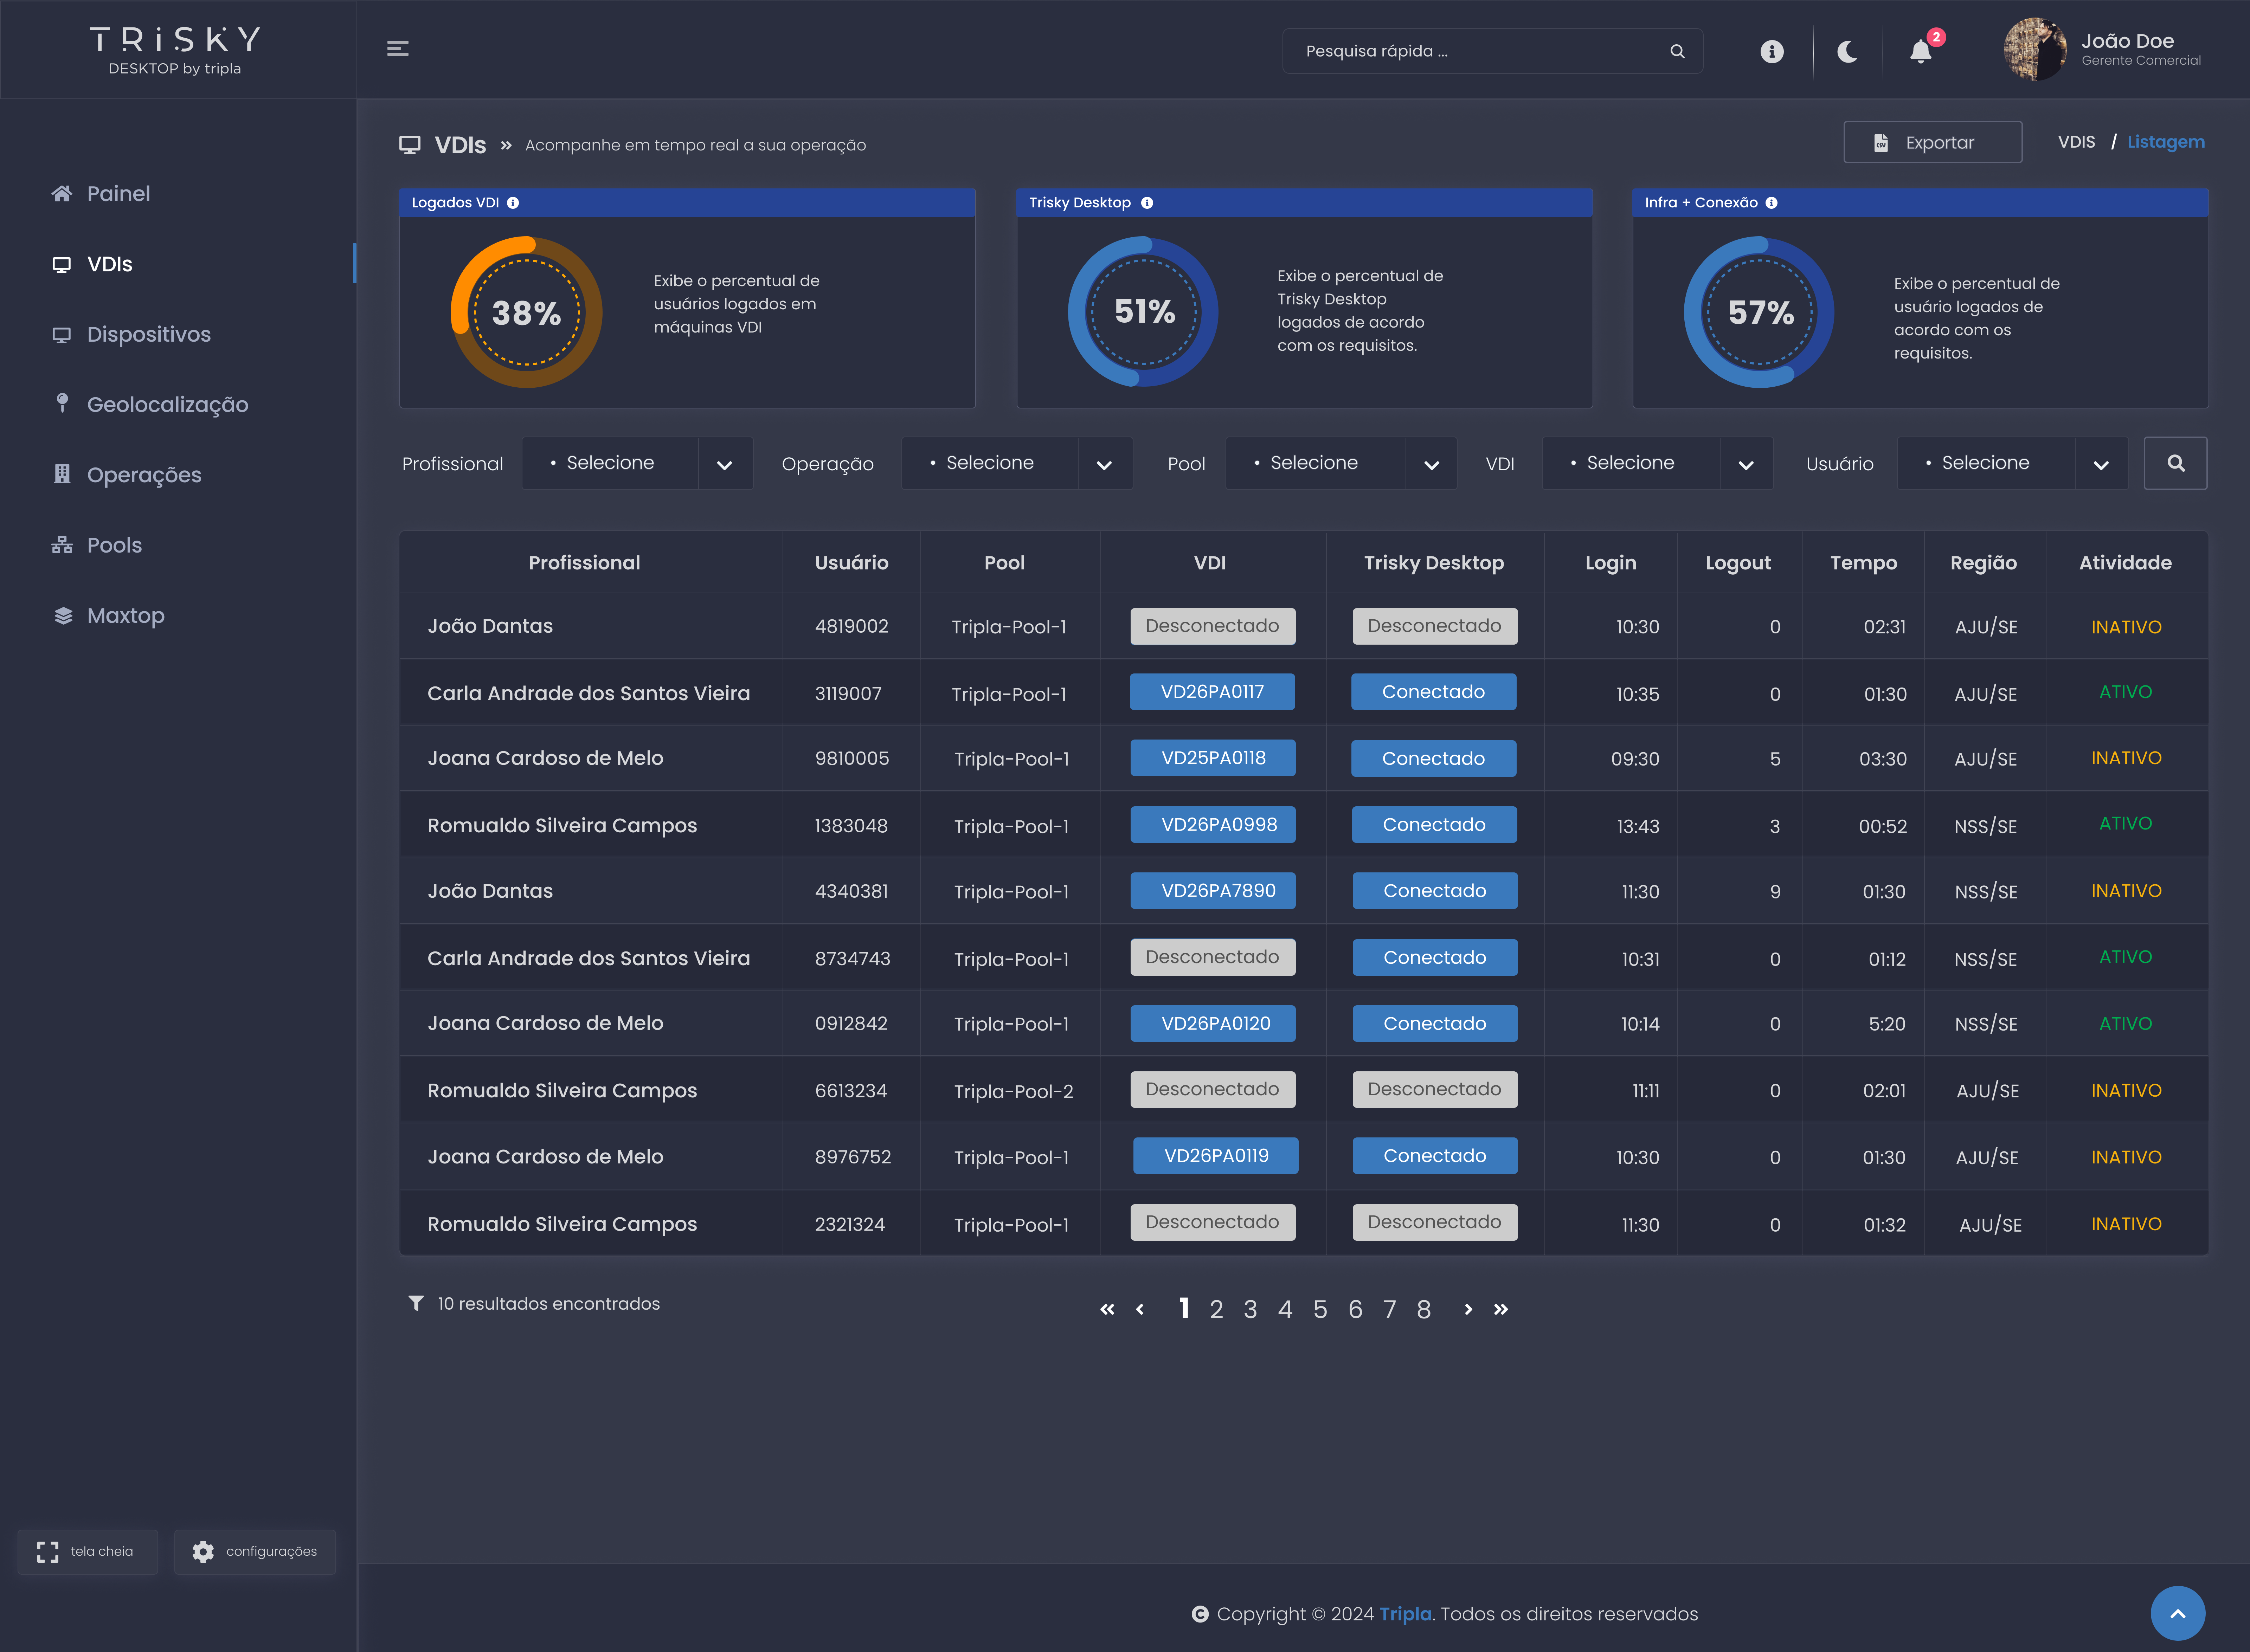 TRiSKY
DESKTOP by tripla
Pesquisa rápida ...
2
João Doe
Gerente Comercial
Painel
VDIs
Dispositivos
Geolocalização
Operações
Pools
Maxtop
tela cheia
configurações
VDIs » Acompanhe em tempo real a sua operação
CSV Exportar
VDIS / Listagem
Logados VDI
38%
Exibe o percentual de
usuários logados em
máquinas VDI
Trisky Desktop
51%
Exibe o percentual de
Trisky Desktop
logados de acordo
com os requisitos.
Infra + Conexão
57%
Exibe o percentual de
usuário logados de
acordo com os
requisitos.
Profissional • Selecione Operação • Selecione Pool • Selecione VDI • Selecione Usuário • Selecione
Profissional Usuário Pool VDI Trisky Desktop Login Logout Tempo Região Atividade
João Dantas 4819002 Tripla-Pool-1 Desconectado Desconectado 10:30 0 02:31 AJU/SE INATIVO
Carla Andrade dos Santos Vieira 3119007 Tripla-Pool-1 VD26PA0117 Conectado 10:35 0 01:30 AJU/SE ATIVO
Joana Cardoso de Melo 9810005 Tripla-Pool-1 VD25PA0118 Conectado 09:30 5 03:30 AJU/SE INATIVO
Romualdo Silveira Campos 1383048 Tripla-Pool-1 VD26PA0998 Conectado 13:43 3 00:52 NSS/SE ATIVO
João Dantas 4340381 Tripla-Pool-1 VD26PA7890 Conectado 11:30 9 01:30 NSS/SE INATIVO
Carla Andrade dos Santos Vieira 8734743 Tripla-Pool-1 Desconectado Conectado 10:31 0 01:12 NSS/SE ATIVO
Joana Cardoso de Melo 0912842 Tripla-Pool-1 VD26PA0120 Conectado 10:14 0 5:20 NSS/SE ATIVO
Romualdo Silveira Campos 6613234 Tripla-Pool-2 Desconectado Desconectado 11:11 0 02:01 AJU/SE INATIVO
Joana Cardoso de Melo 8976752 Tripla-Pool-1 VD26PA0119 Conectado 10:30 0 01:30 AJU/SE INATIVO
Romualdo Silveira Campos 2321324 Tripla-Pool-1 Desconectado Desconectado 11:30 0 01:32 AJU/SE INATIVO
10 resultados encontrados
« ‹ 1 2 3 4 5 6 7 8 › »
Copyright © 2024 Tripla. Todos os direitos reservados